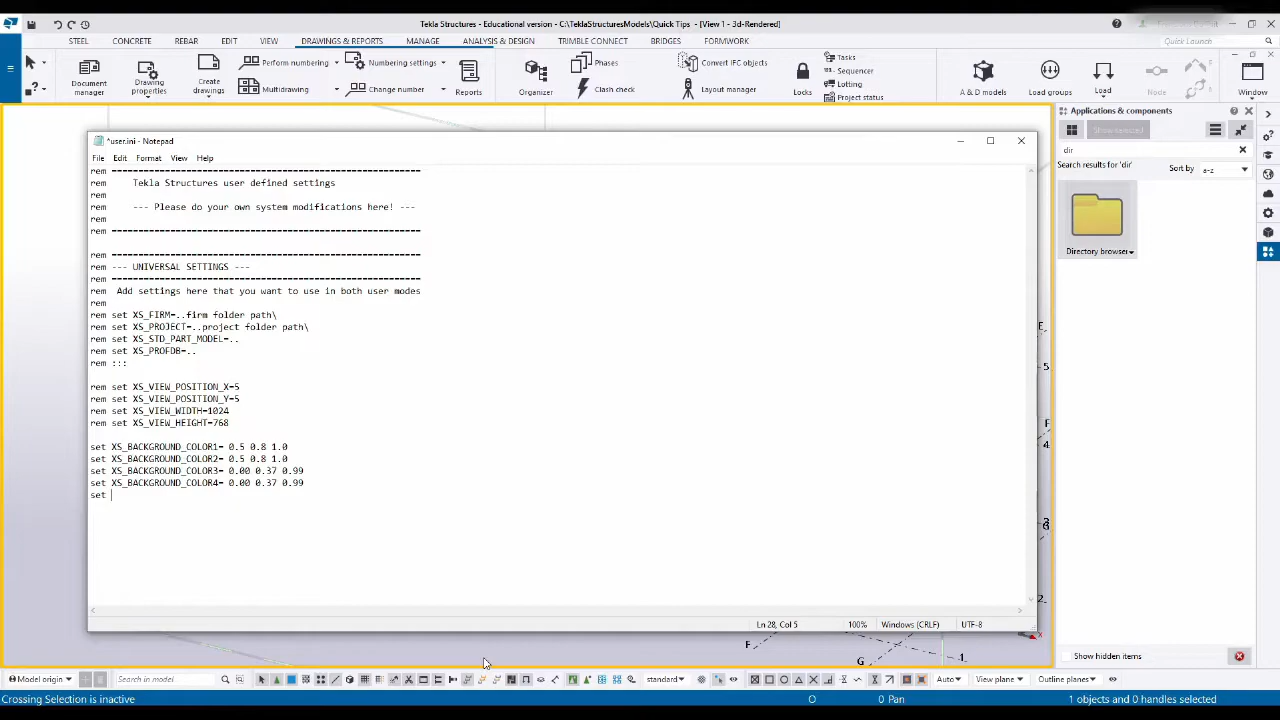 Tekla Structures - Educational version - C:\TeklaStructuresModels\Quick Tips - [View 1 - 3d-Rendered]
STEEL CONCRETE REBAR EDIT VIEW DRAWINGS & REPORTS MANAGE ANALYSIS & DESIGN TRIMBLE CONNECT BRIDGES FORMWORK
Quick Launch
Document manager
Drawing properties
Create drawings
Perform numbering
Multidrawing
Numbering settings
Change number
Reports
Phases
Clash check
Organizer
Convert IFC objects
Layout manager
Locks
Tasks
Sequencer
Lotting
Project status
A & D models
Load groups
Load
Node
Window
*user.ini - Notepad
File Edit Format View Help
rem ----------------------------------------------------------
rem Tekla Structures user defined settings
rem
rem --- Please do your own system modifications here! ---
rem
rem ----------------------------------------------------------
rem ----------------------------------------------------------
rem --- UNIVERSAL SETTINGS ---
rem ----------------------------------------------------------
rem Add settings here that you want to use in both user modes
rem
rem set XS_FIRM=..firm folder path\
rem set XS_PROJECT=..project folder path\
rem set XS_STD_PART_MODEL=..
rem set XS_PROFDB=..
rem :::
rem set XS_VIEW_POSITION_X=5
rem set XS_VIEW_POSITION_Y=5
rem set XS_VIEW_WIDTH=1024
rem set XS_VIEW_HEIGHT=768
set XS_BACKGROUND_COLOR1= 0.5 0.8 1.0
set XS_BACKGROUND_COLOR2= 0.5 0.8 1.0
set XS_BACKGROUND_COLOR3= 0.00 0.37 0.99
set XS_BACKGROUND_COLOR4= 0.00 0.37 0.99
set
Ln 28, Col 5 100% Windows (CRLF) UTF-8
Applications & components
Show selected
dir
Search results for 'dir'
Sort by a-z
Directory browser
E
5
F
4
3
G
2
F
G
1
x
Show hidden items
Model origin
Search in model
standard
Auto
View plane
Outline planes
Crossing Selection is inactive
O
0 Pan
1 objects and 0 handles selected